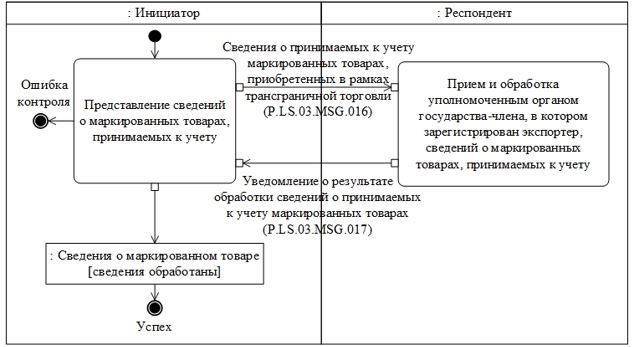 : Инициатор
: Респондент
Сведения о принимаемых к учету
маркированных товарах,
приобретенных в рамках
трансграничной торговли
(P.LS.03.MSG.016)
Ошибка
контроля
Представление сведений
о маркированных товарах,
принимаемых к учету
Прием и обработка
уполномоченным органом
государства-члена, в котором
зарегистрирован экспортер,
сведений о маркированных
товарах, принимаемых к учету
Уведомление о результате
обработки сведений о принимаемых
к учету маркированных товарах
(P.LS.03.MSG.017)
: Сведения о маркированном товаре
[сведения обработаны]
Успех